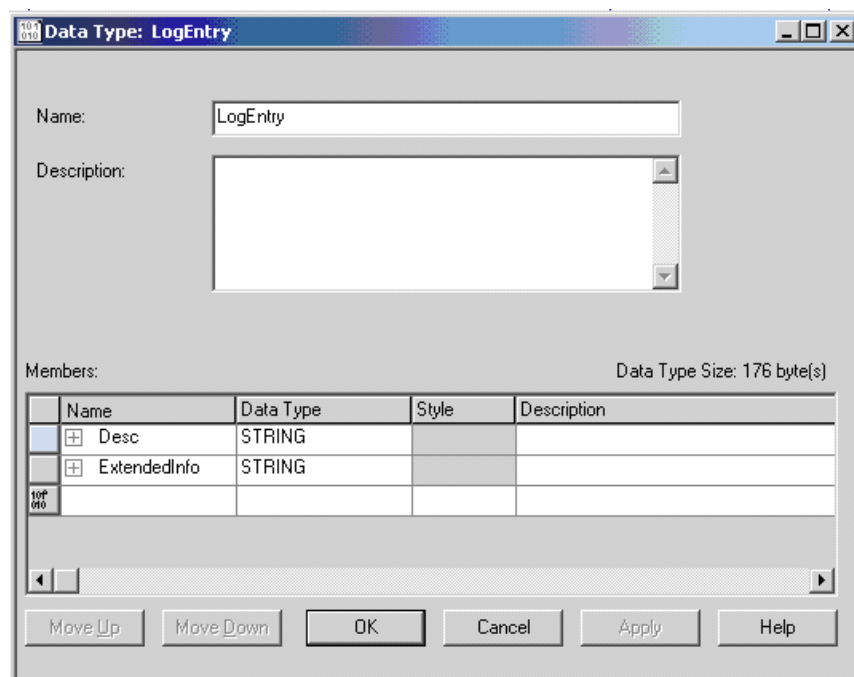 Data Type: LogEntry
Name:
LogEntry
Description:
Members:
Data Type Size: 176 byte(s)
Name Data Type Style Description
Desc STRING
ExtendedInfo STRING
Move Up Move Down OK Cancel Apply Help